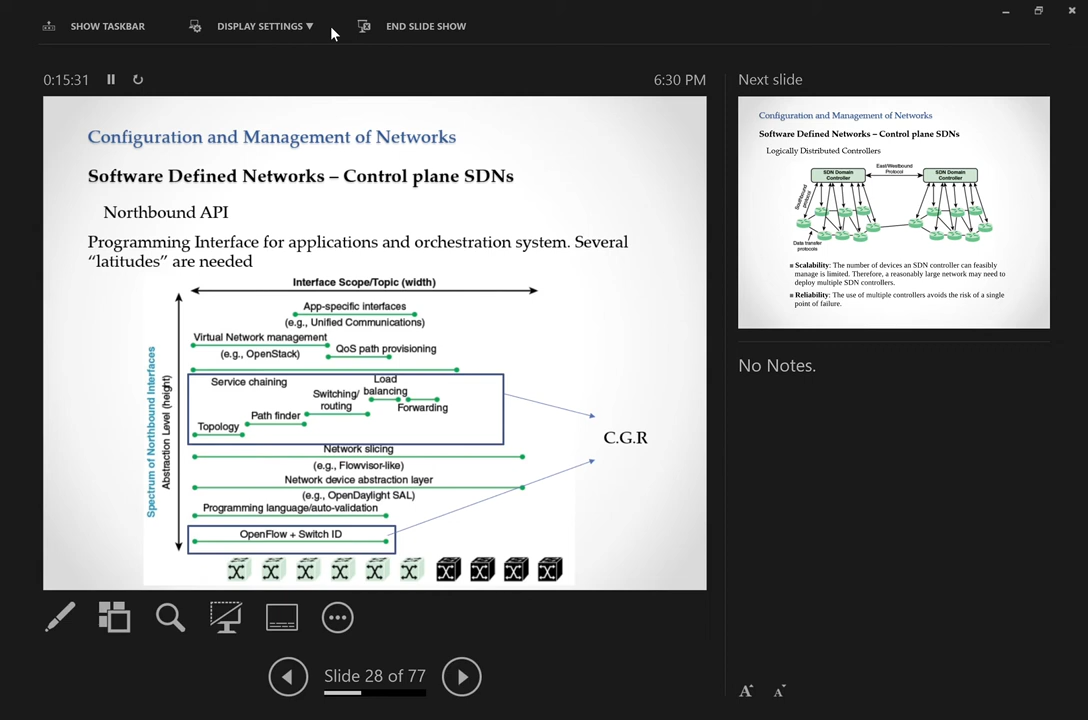 SHOW TASKBAR
DISPLAY SETTINGS ▼
END SLIDE SHOW
0:15:31
6:30 PM
Configuration and Management of Networks
Software Defined Networks – Control plane SDNs
Northbound API
Programming Interface for applications and orchestration system. Several
“latitudes” are needed
Interface Scope/Topic (width)
App-specific interfaces
(e.g., Unified Communications)
Virtual Network management
(e.g., OpenStack)
QoS path provisioning
Service chaining
Load
balancing
Switching/
routing
Forwarding
Path finder
Topology
Network slicing
(e.g., Flowvisor-like)
Network device abstraction layer
(e.g., OpenDaylight SAL)
Programming language/auto-validation
OpenFlow + Switch ID
Spectrum of Northbound Interfaces
Abstraction Level (height)
C.G.R
Slide 28 of 77
Next slide
Configuration and Management of Networks
Software Defined Networks – Control plane SDNs
Logically Distributed Controllers
East/Westbound
Protocol
SDN Domain
Controller
SDN Domain
Controller
Southbound
protocol
Data transfer
protocols
■ Scalability: The number of devices an SDN controller can feasibly
manage is limited. Therefore, a reasonably large network may need to
deploy multiple SDN controllers.
■ Reliability: The use of multiple controllers avoids the risk of a single
point of failure.
No Notes.
A A